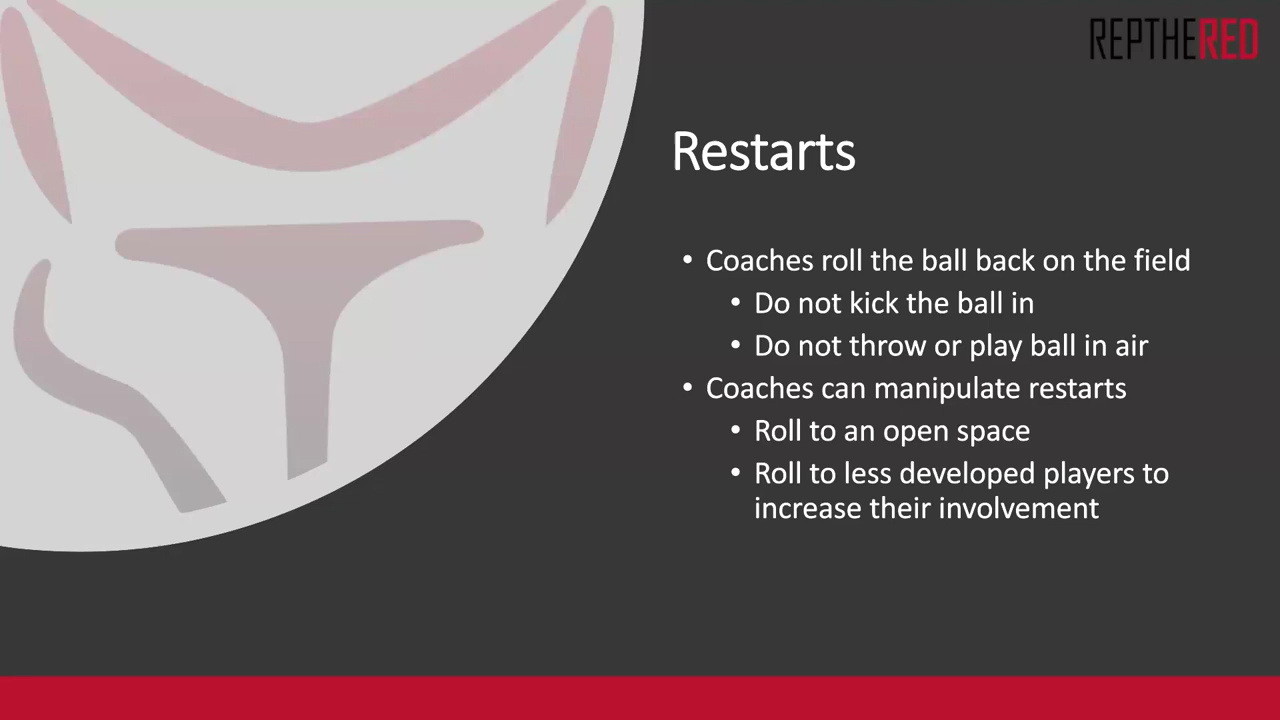 REPTHERED
Restarts
• Coaches roll the ball back on the field
• Do not kick the ball in
• Do not throw or play ball in air
• Coaches can manipulate restarts
• Roll to an open space
• Roll to less developed players to
increase their involvement